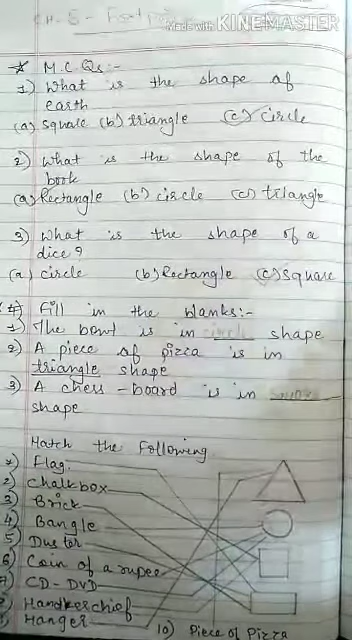 CH-5-
Made with KINEMASTER
* M.C.Qs:-
1) What is the shape of
earth
(a) square (b) triangle (c) circle
2) What is the shape of the
book
(a) Rectangle (b) circle (c) trlangle
3) What is the shape of a
dice?
(a) circle (b) Rectangle (c) square
Fill in the blanks:-
1) The bowl is in circle shape
2) A piece of pizza is in
triangle shape
3) A chess-board is in
shape
Match the Following
1) Flag
2) Chalkbox
3) Brick
4) Bangle
5) Duster
6) Coin of a rupee
7) CD-DVD
8) Handkerchief
9) Hanger
10) Piece of Pizza